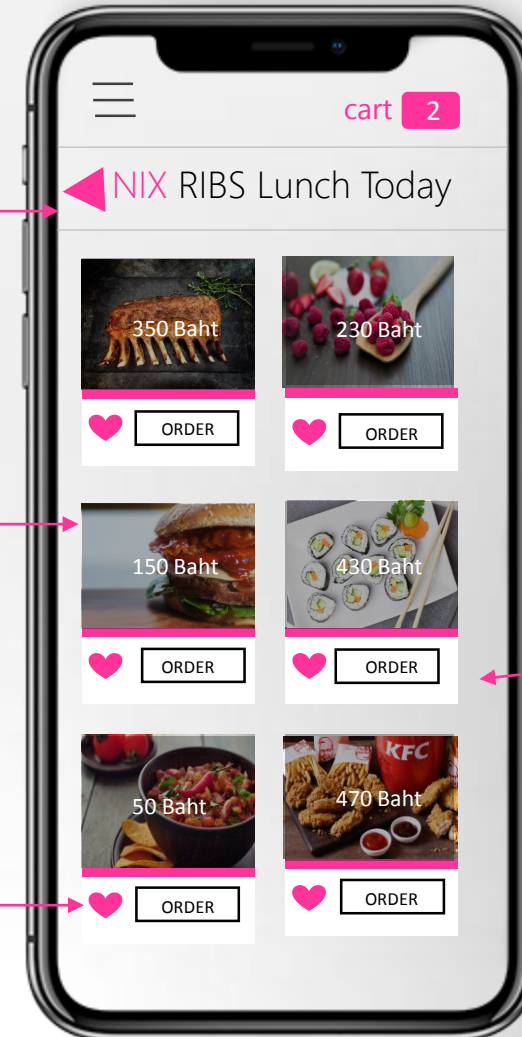 cart 2
NIX RIBS Lunch Today
350 Baht
230 Baht
ORDER
ORDER
150 Baht
430 Baht
ORDER
ORDER
KFC
50 Baht
470 Baht
ORDER
ORDER